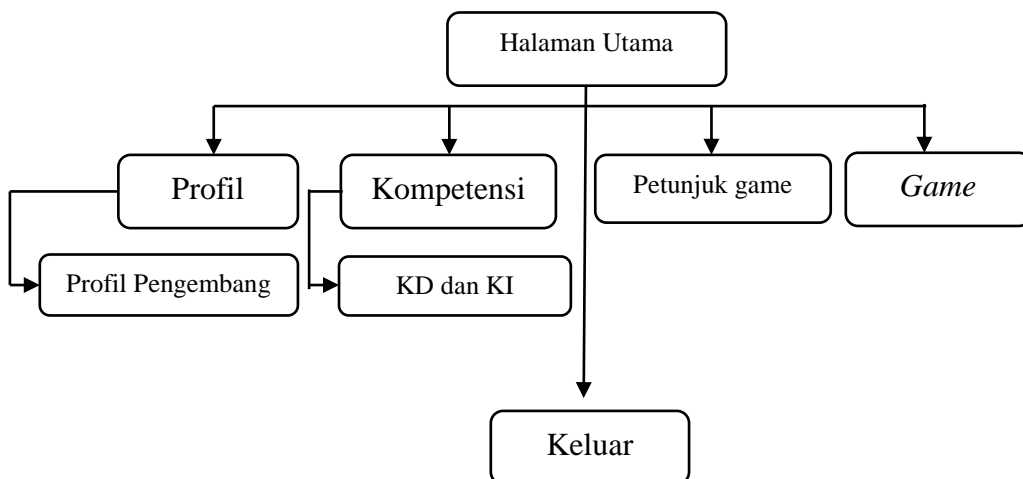 Halaman Utama
Profil
Kompetensi
Petunjuk game
Game
Profil Pengembang
KD dan KI
Keluar